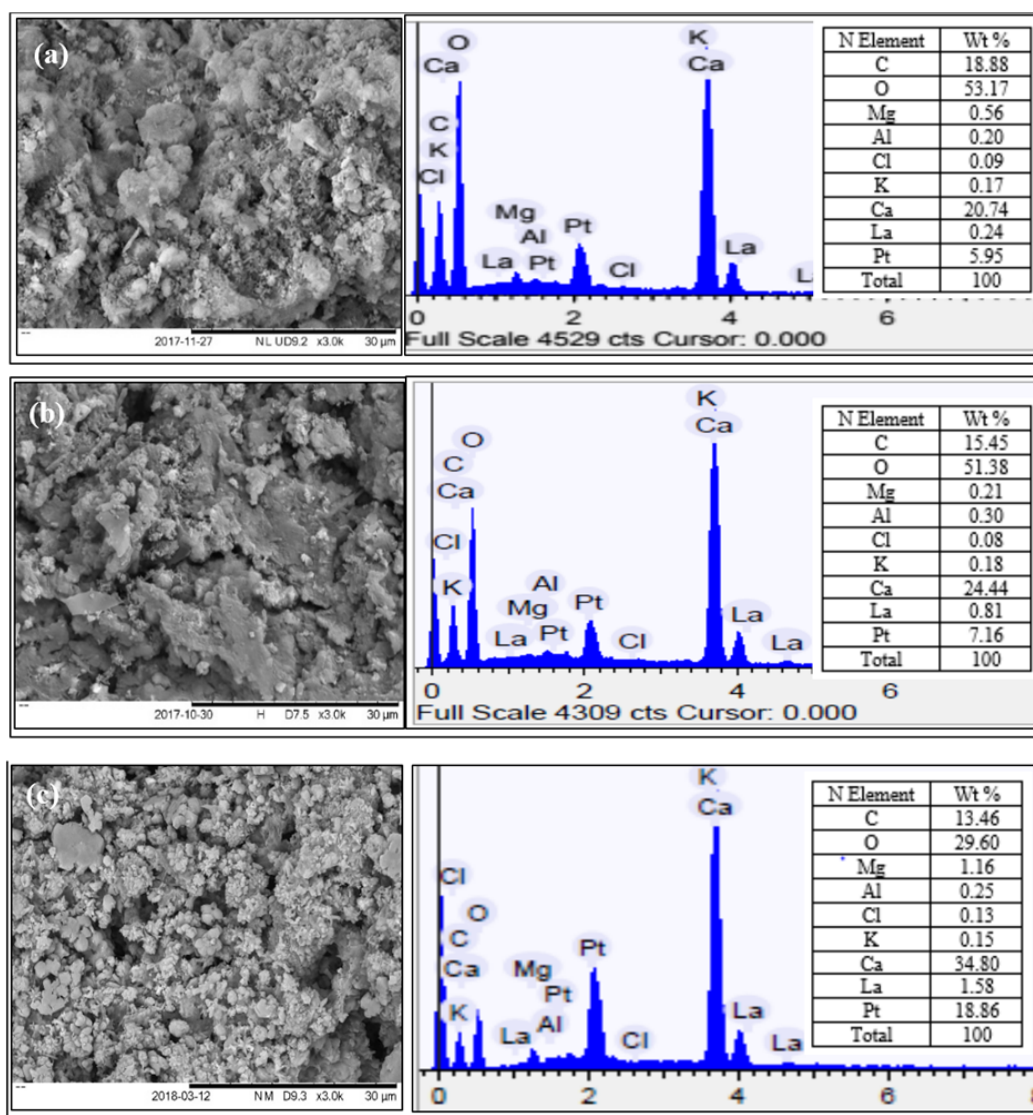 (a)
2017-11-27 NL UD9.2 x3.0k 30 µm
O
Ca
C
K
Cl
Mg
Al
La
Pt
Pt
Cl
K
Ca
La
0 2 4 6
Full Scale 4529 cts Cursor: 0.000
N Element Wt %
C 18.88
O 53.17
Mg 0.56
Al 0.20
Cl 0.09
K 0.17
Ca 20.74
La 0.24
Pt 5.95
Total 100
(b)
2017-10-30 H D7.5 x3.0k 30 µm
O
C
Ca
Cl
K
Al
Mg
La
Pt
Pt
Cl
K
Ca
La
La
0 2 4 6
Full Scale 4309 cts Cursor: 0.000
N Element Wt %
C 15.45
O 51.38
Mg 0.21
Al 0.30
Cl 0.08
K 0.18
Ca 24.44
La 0.81
Pt 7.16
Total 100
(c)
2018-03-12 NM D9.3 x3.0k 30 µm
Cl
O
C
Ca
K
Mg
Pt
Al
La
Pt
Cl
K
Ca
La
La
0 2 4 6
N Element Wt %
C 13.46
O 29.60
Mg 1.16
Al 0.25
Cl 0.13
K 0.15
Ca 34.80
La 1.58
Pt 18.86
Total 100